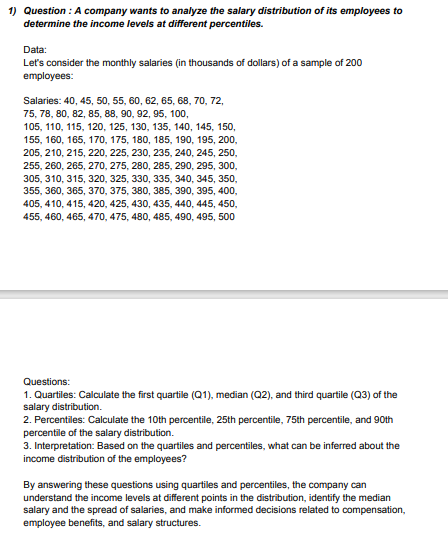 1) Question : A company wants to analyze the salary distribution of its employees to
determine the income levels at different percentiles.
Data:
Let's consider the monthly salaries (in thousands of dollars) of a sample of 200
employees:
Salaries: 40, 45, 50, 55, 60, 62, 65, 68, 70, 72,
75, 78, 80, 82, 85, 88, 90, 92, 95, 100,
105, 110, 115, 120, 125, 130, 135, 140, 145, 150,
155, 160, 165, 170, 175, 180, 185, 190, 195, 200,
205, 210, 215, 220, 225, 230, 235, 240, 245, 250,
255, 260, 265, 270, 275, 280, 285, 290, 295, 300,
305, 310, 315, 320, 325, 330, 335, 340, 345, 350,
355, 360, 365, 370, 375, 380, 385, 390, 395, 400,
405, 410, 415, 420, 425, 430, 435, 440, 445, 450,
455, 460, 465, 470, 475, 480, 485, 490, 495, 500
Questions:
1. Quartiles: Calculate the first quartile (Q1), median (Q2), and third quartile (Q3) of the
salary distribution.
2. Percentiles: Calculate the 10th percentile, 25th percentile, 75th percentile, and 90th
percentile of the salary distribution.
3. Interpretation: Based on the quartiles and percentiles, what can be inferred about the
income distribution of the employees?
By answering these questions using quartiles and percentiles, the company can
understand the income levels at different points in the distribution, identify the median
salary and the spread of salaries, and make informed decisions related to compensation,
employee benefits, and salary structures.